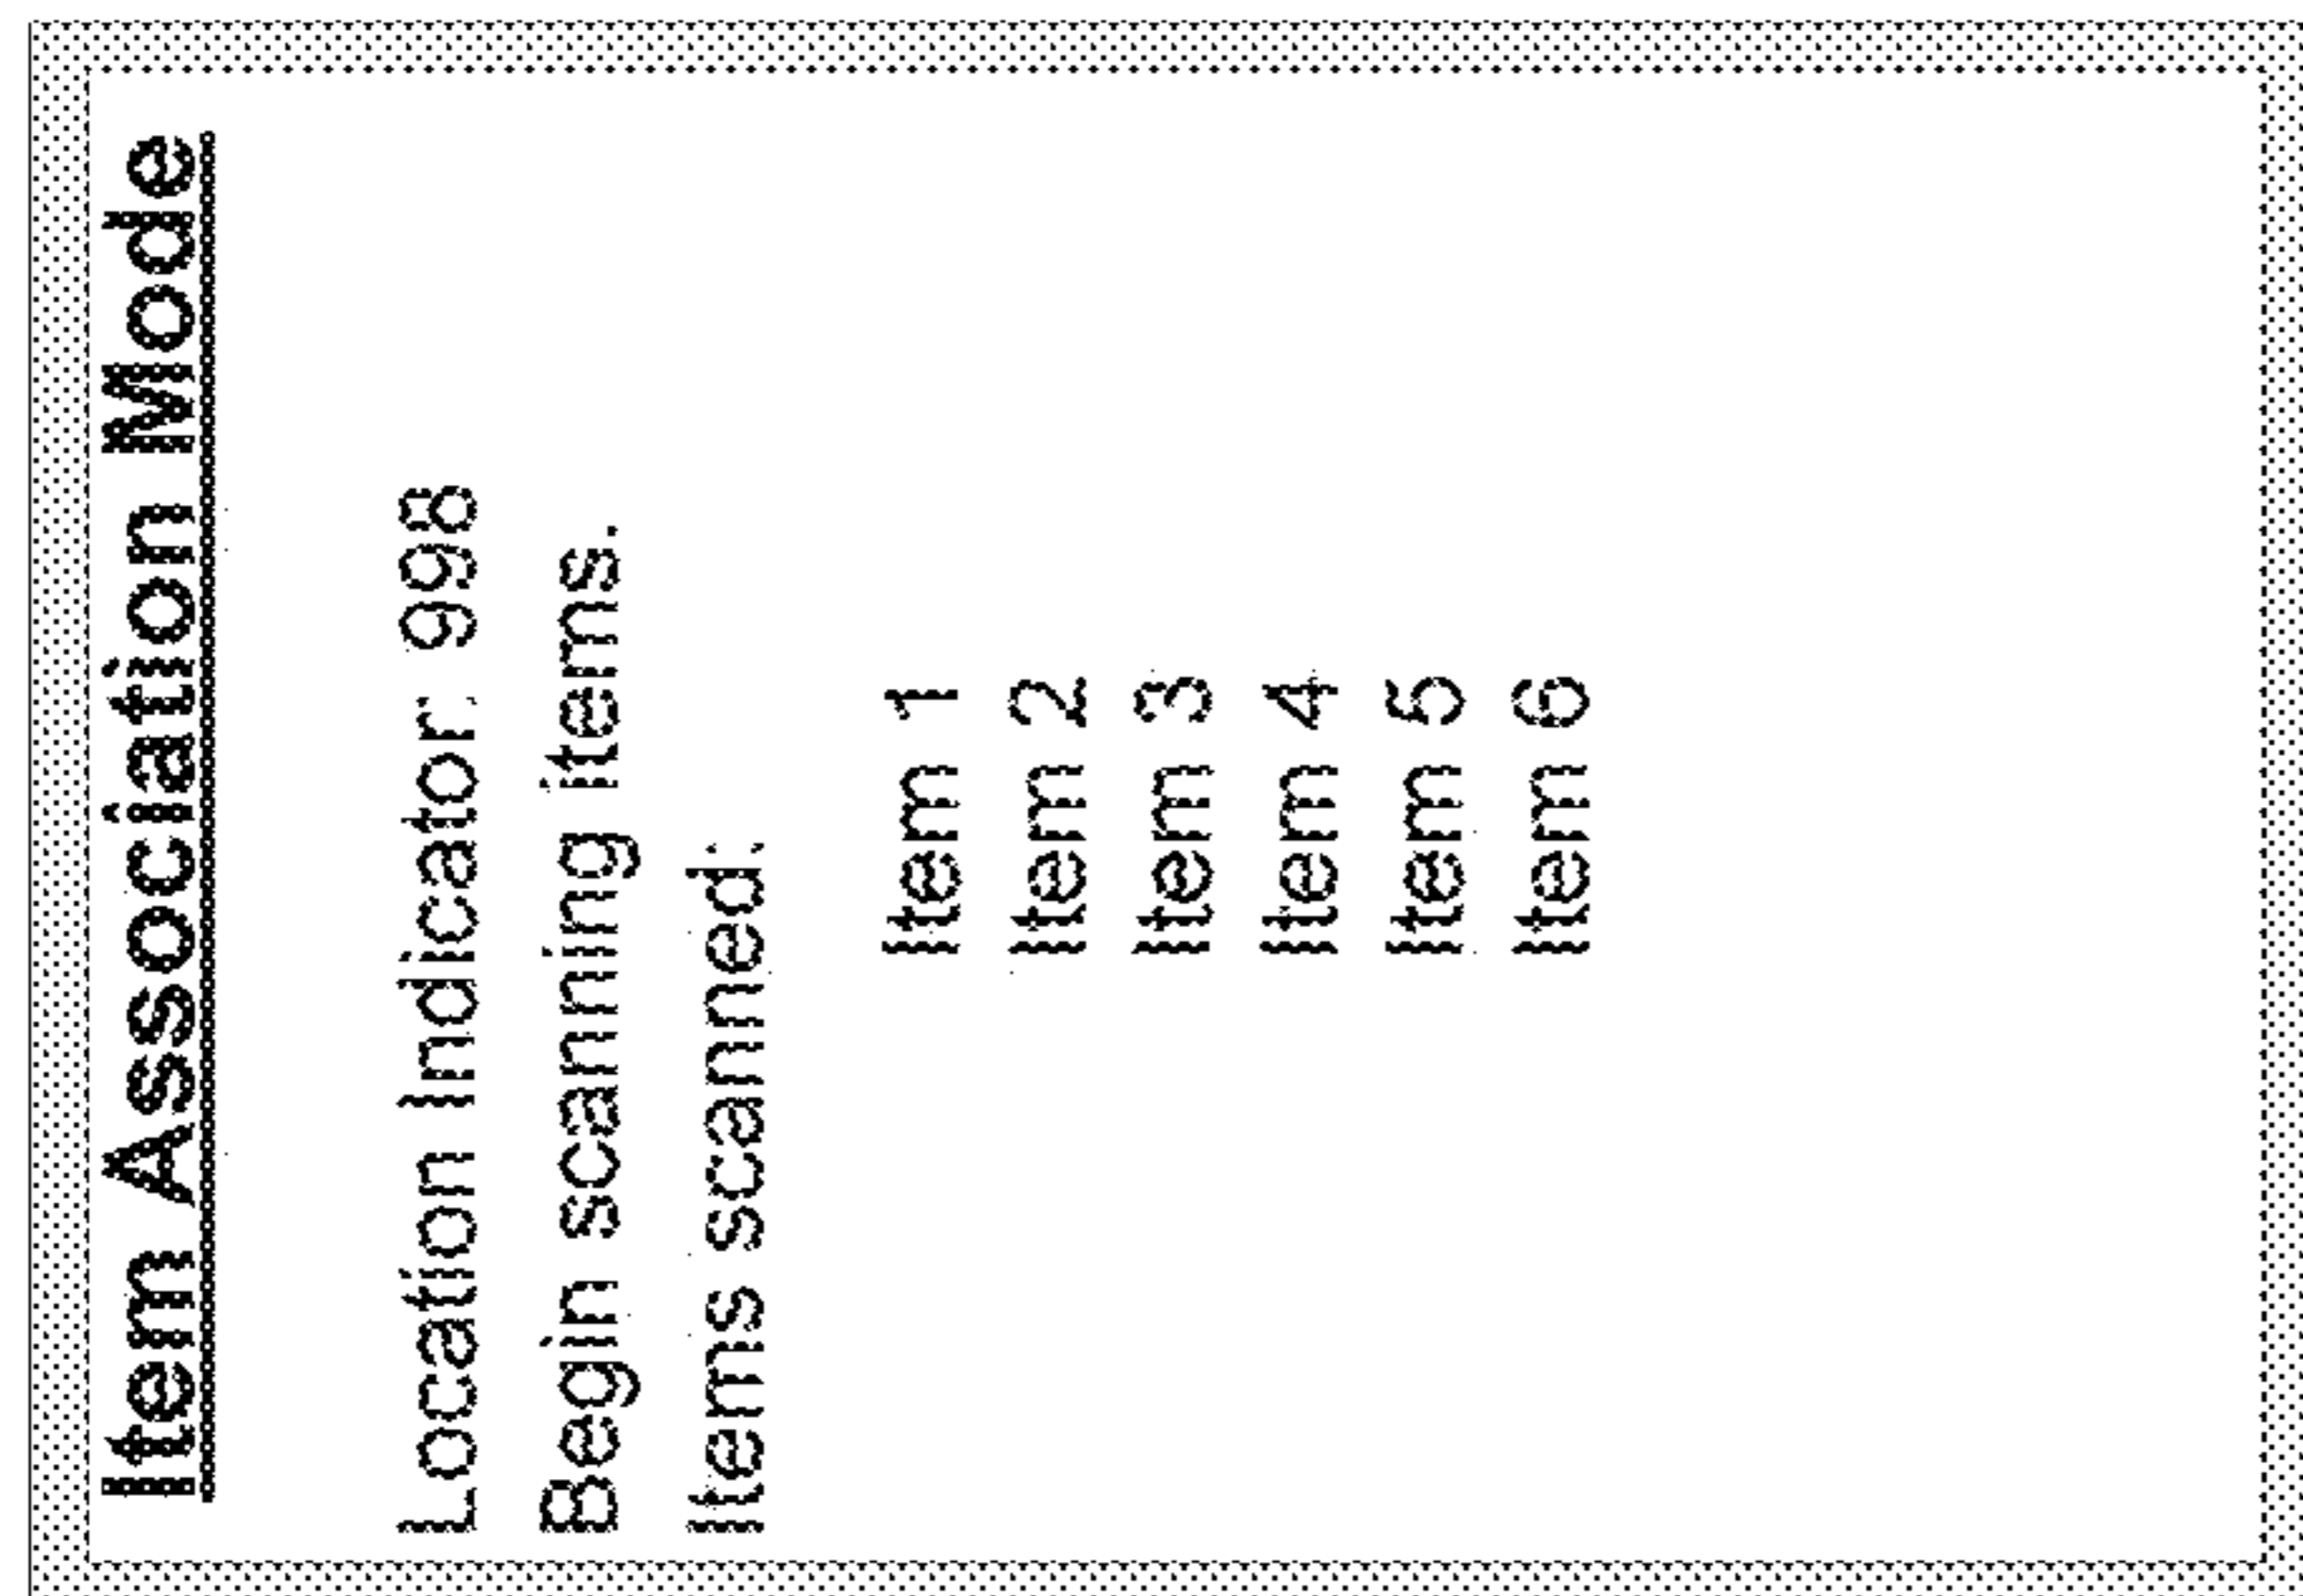 Item Association Mode
Location Indicator: 998
Begin scanning items.
Items scanned:
Item 1
Item 2
Item 3
Item 4
Item 5
Item 6